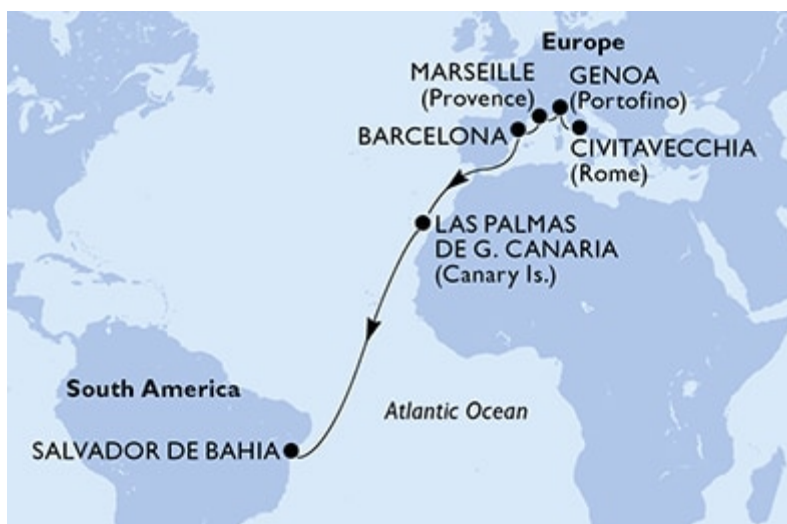 Europe
MARSEILLE
(Provence)
GENOA
(Portofino)
BARCELONA
CIVITAVECCHIA
(Rome)
LAS PALMAS
DE G. CANARIA
(Canary Is.)
South America
Atlantic Ocean
SALVADOR DE BAHIA